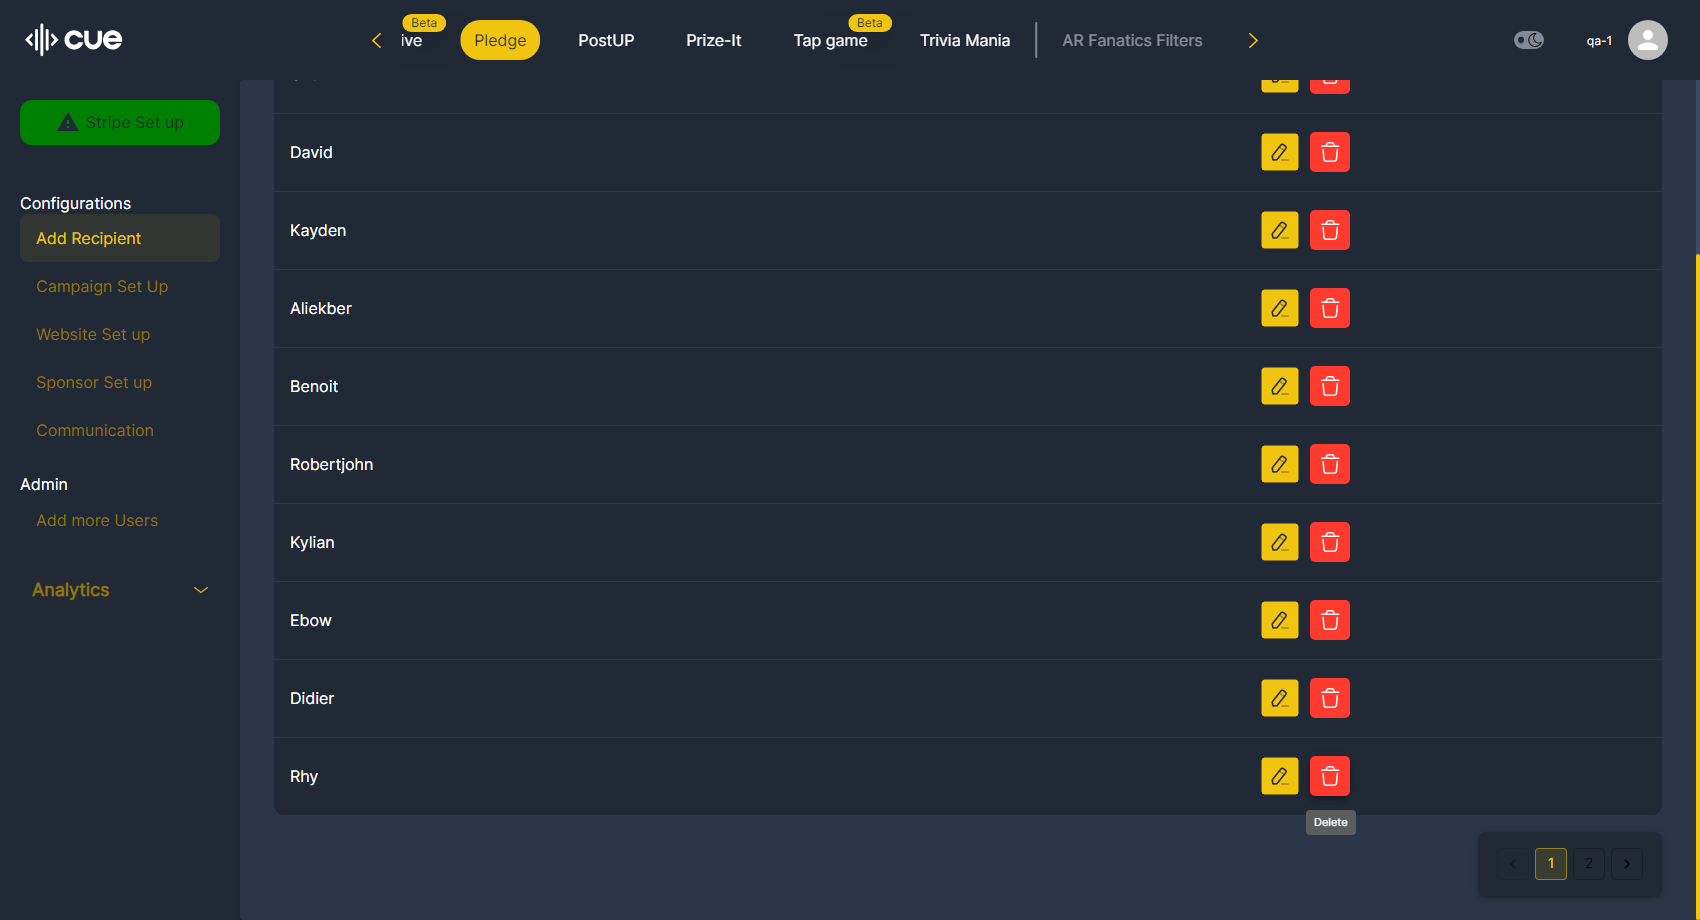 cue
Beta
ive
Pledge
PostUP
Prize-It
Beta
Tap game
Trivia Mania
AR Fanatics Filters
qa-1
Stripe Set up
Configurations
Add Recipient
Campaign Set Up
Website Set up
Sponsor Set up
Communication
Admin
Add more Users
Analytics
David
Kayden
Aliekber
Benoit
Robertjohn
Kylian
Ebow
Didier
Rhy
Delete
1
2